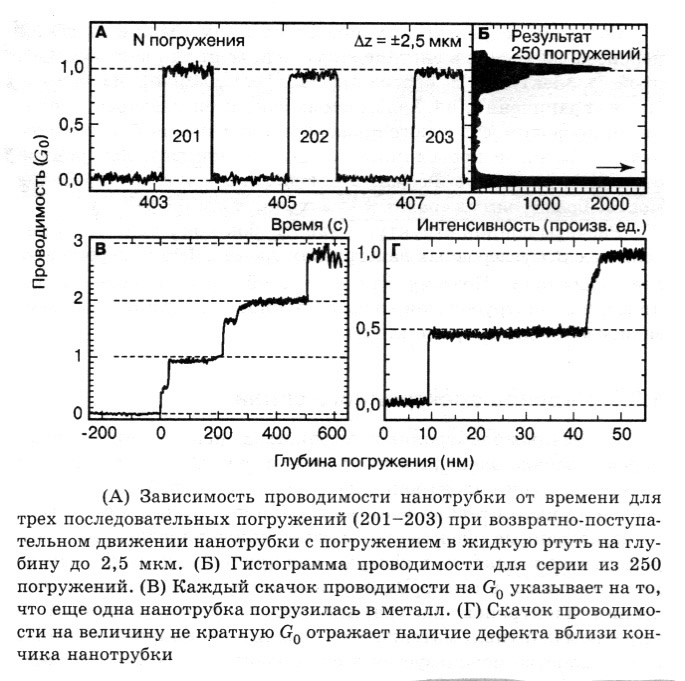 А
N погружения
Δz = ±2,5 мкм
1,0
0,5
0,0
201
202
203
403
405
407
Время (с)
Б
Результат
250 погружений
0
1000
2000
Интенсивность (произв. ед.)
Проводимость (G0)
В
3
2
1
0
-200
0
200
400
600
Г
1,0
0,5
0,0
0
10
20
30
40
50
Глубина погружения (нм)
(А) Зависимость проводимости нанотрубки от времени для
трех последовательных погружений (201–203) при возвратно-поступа-
тельном движении нанотрубки с погружением в жидкую ртуть на глу-
бину до 2,5 мкм. (Б) Гистограмма проводимости для серии из 250
погружений. (В) Каждый скачок проводимости на G0 указывает на то,
что еще одна нанотрубка погрузилась в металл. (Г) Скачок проводимо-
сти на величину не кратную G0 отражает наличие дефекта вблизи кон-
чика нанотрубки